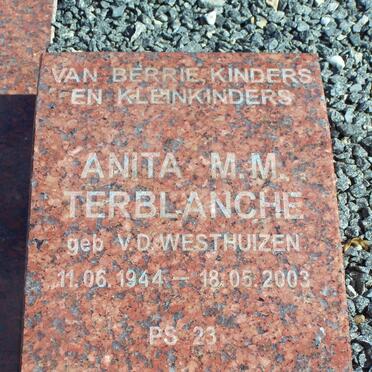 VAN BERRIE, KINDERS
EN KLEINKINDERS
ANITA M.M.
TERBLANCHE
geb V.D. WESTHUIZEN
11.06.1944 – 18.05.2003
PS 23